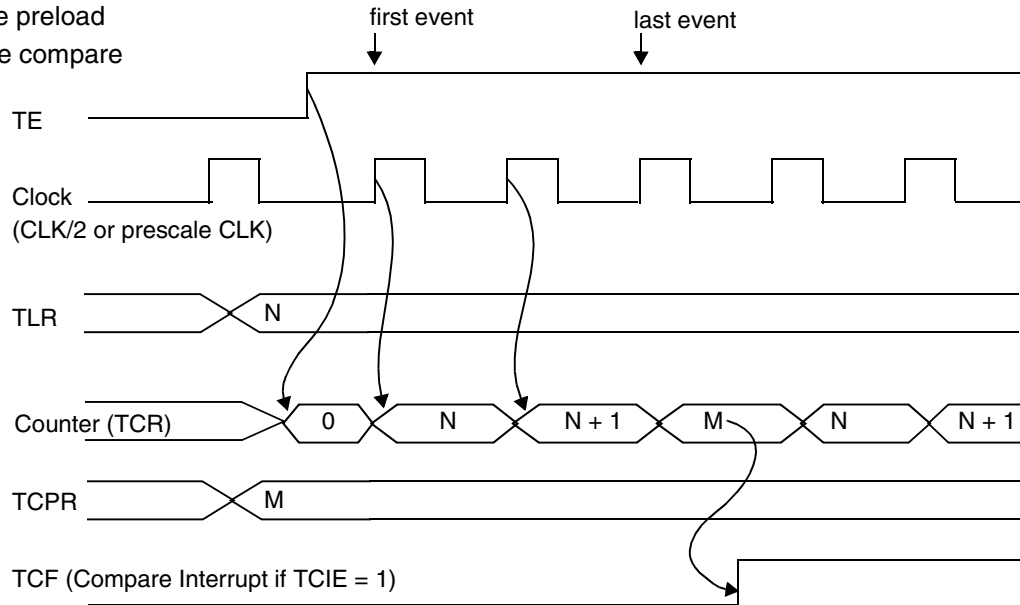 preload
first event
last event
compare
TE
Clock
(CLK/2 or prescale CLK)
TLR
N
Counter (TCR)
0
N
N + 1
M
N
N + 1
TCPR
M
TCF (Compare Interrupt if TCIE = 1)